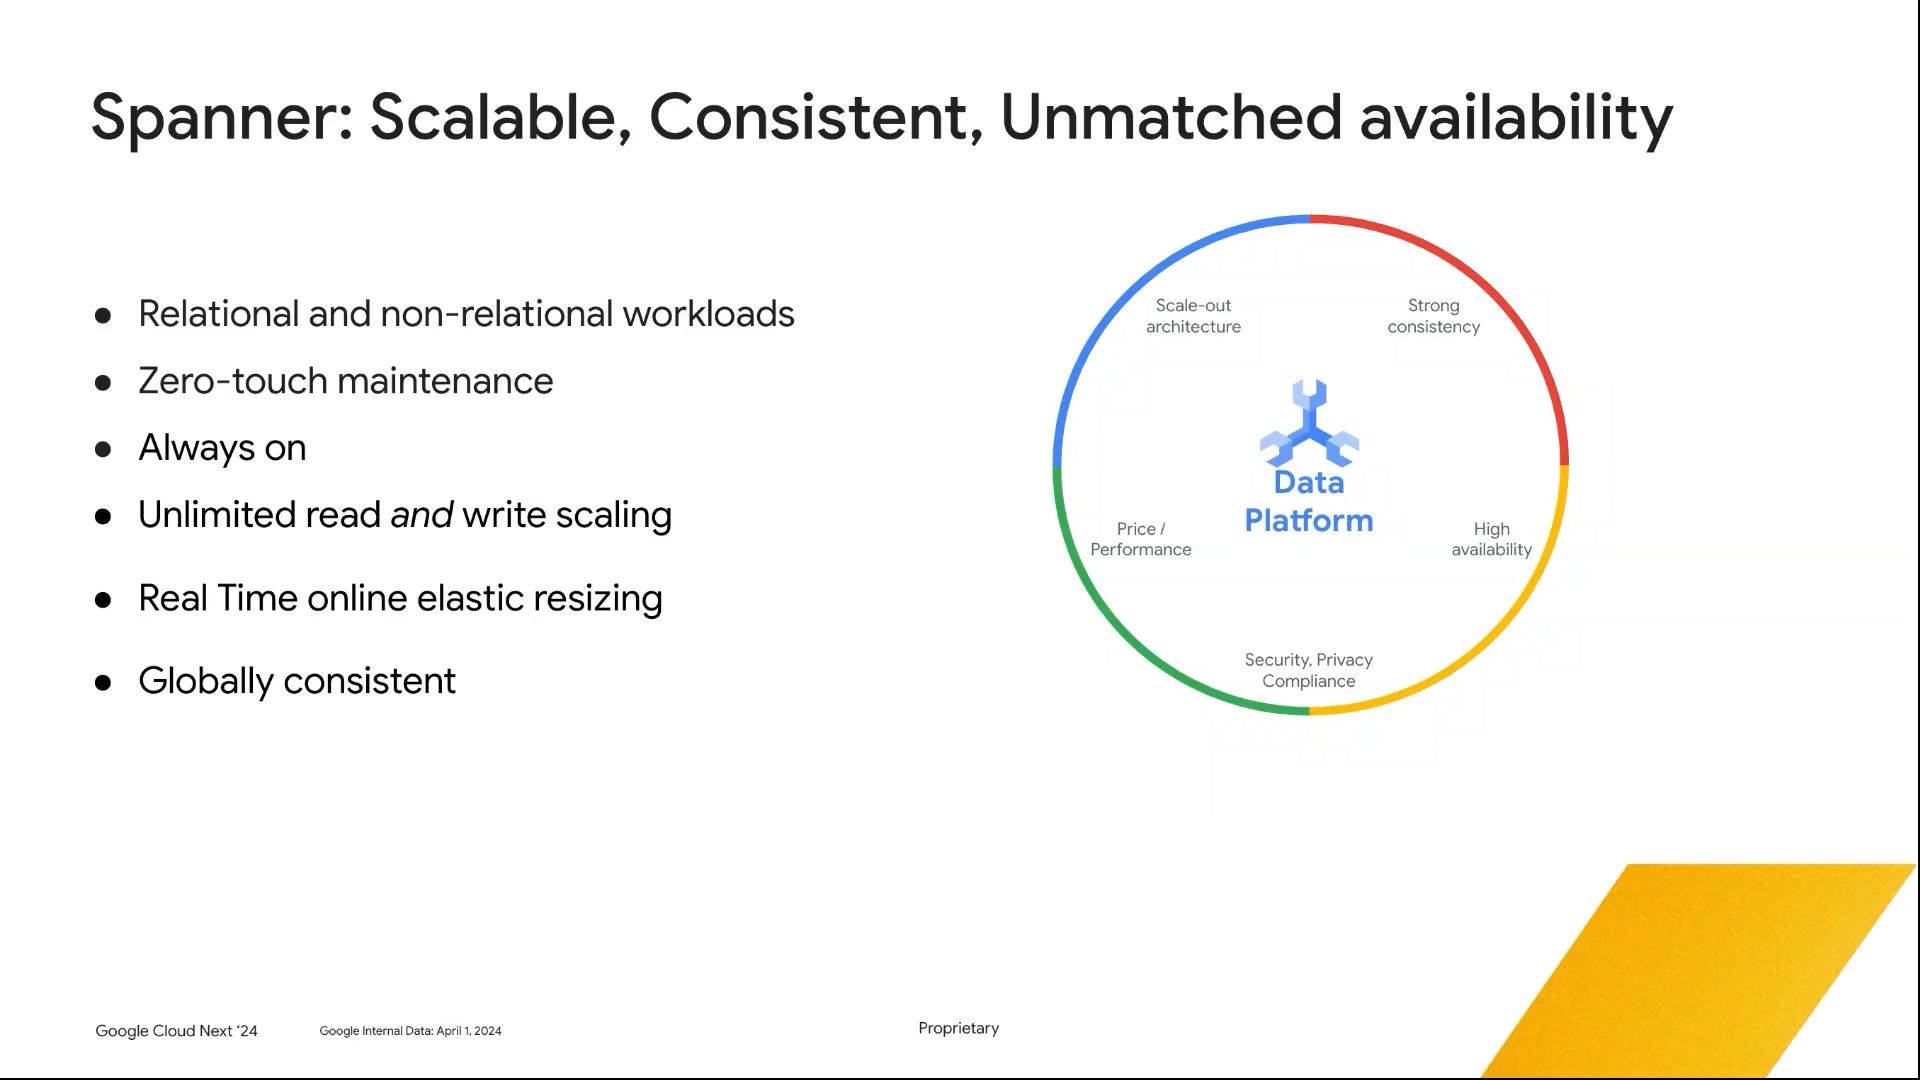 Spanner: Scalable, Consistent, Unmatched availability
● Relational and non-relational workloads
● Zero-touch maintenance
● Always on
● Unlimited read and write scaling
● Real Time online elastic resizing
● Globally consistent
Scale-out
architecture
Strong
consistency
Data
Platform
Price /
Performance
High
availability
Security, Privacy
Compliance
Google Cloud Next ‘24
Google Internal Data: April 1, 2024
Proprietary